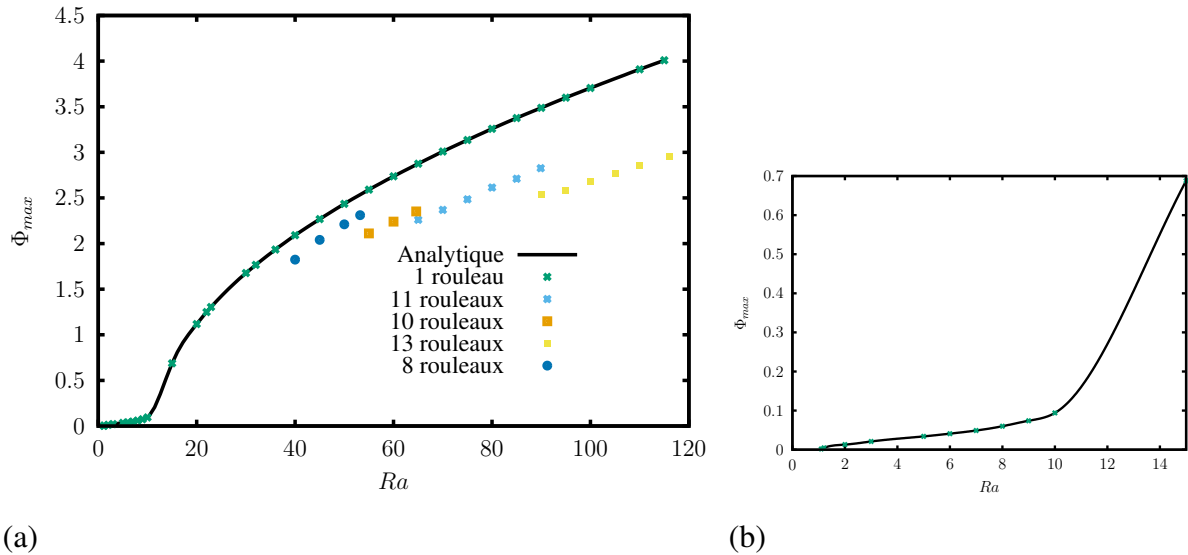 4.5
4
3.5
3
2.5
2
1.5
1
0.5
0
Φmax
0 20 40 60 80 100 120
Ra
Analytique
1 rouleau
11 rouleaux
10 rouleaux
13 rouleaux
8 rouleaux
(a)
0.7
0.6
0.5
0.4
0.3
0.2
0.1
0
Φmax
0 2 4 6 8 10 12 14
Ra
(b)